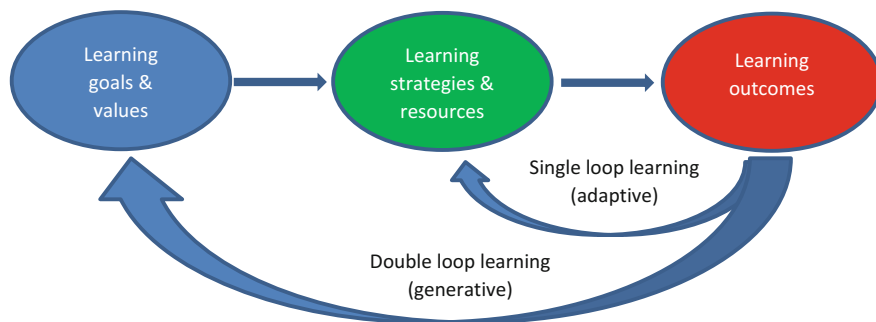 Learning
goals &
values
Learning
strategies &
resources
Learning
outcomes
Single loop learning
(adaptive)
Double loop learning
(generative)